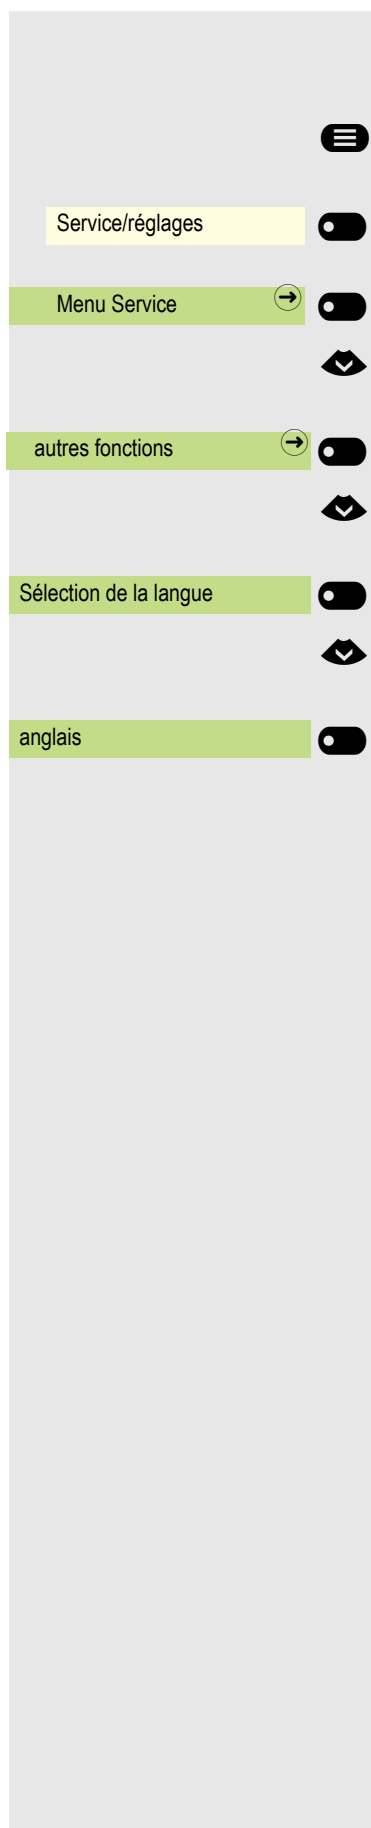 Service/réglages
Menu Service
autres fonctions
Sélection de la langue
anglais